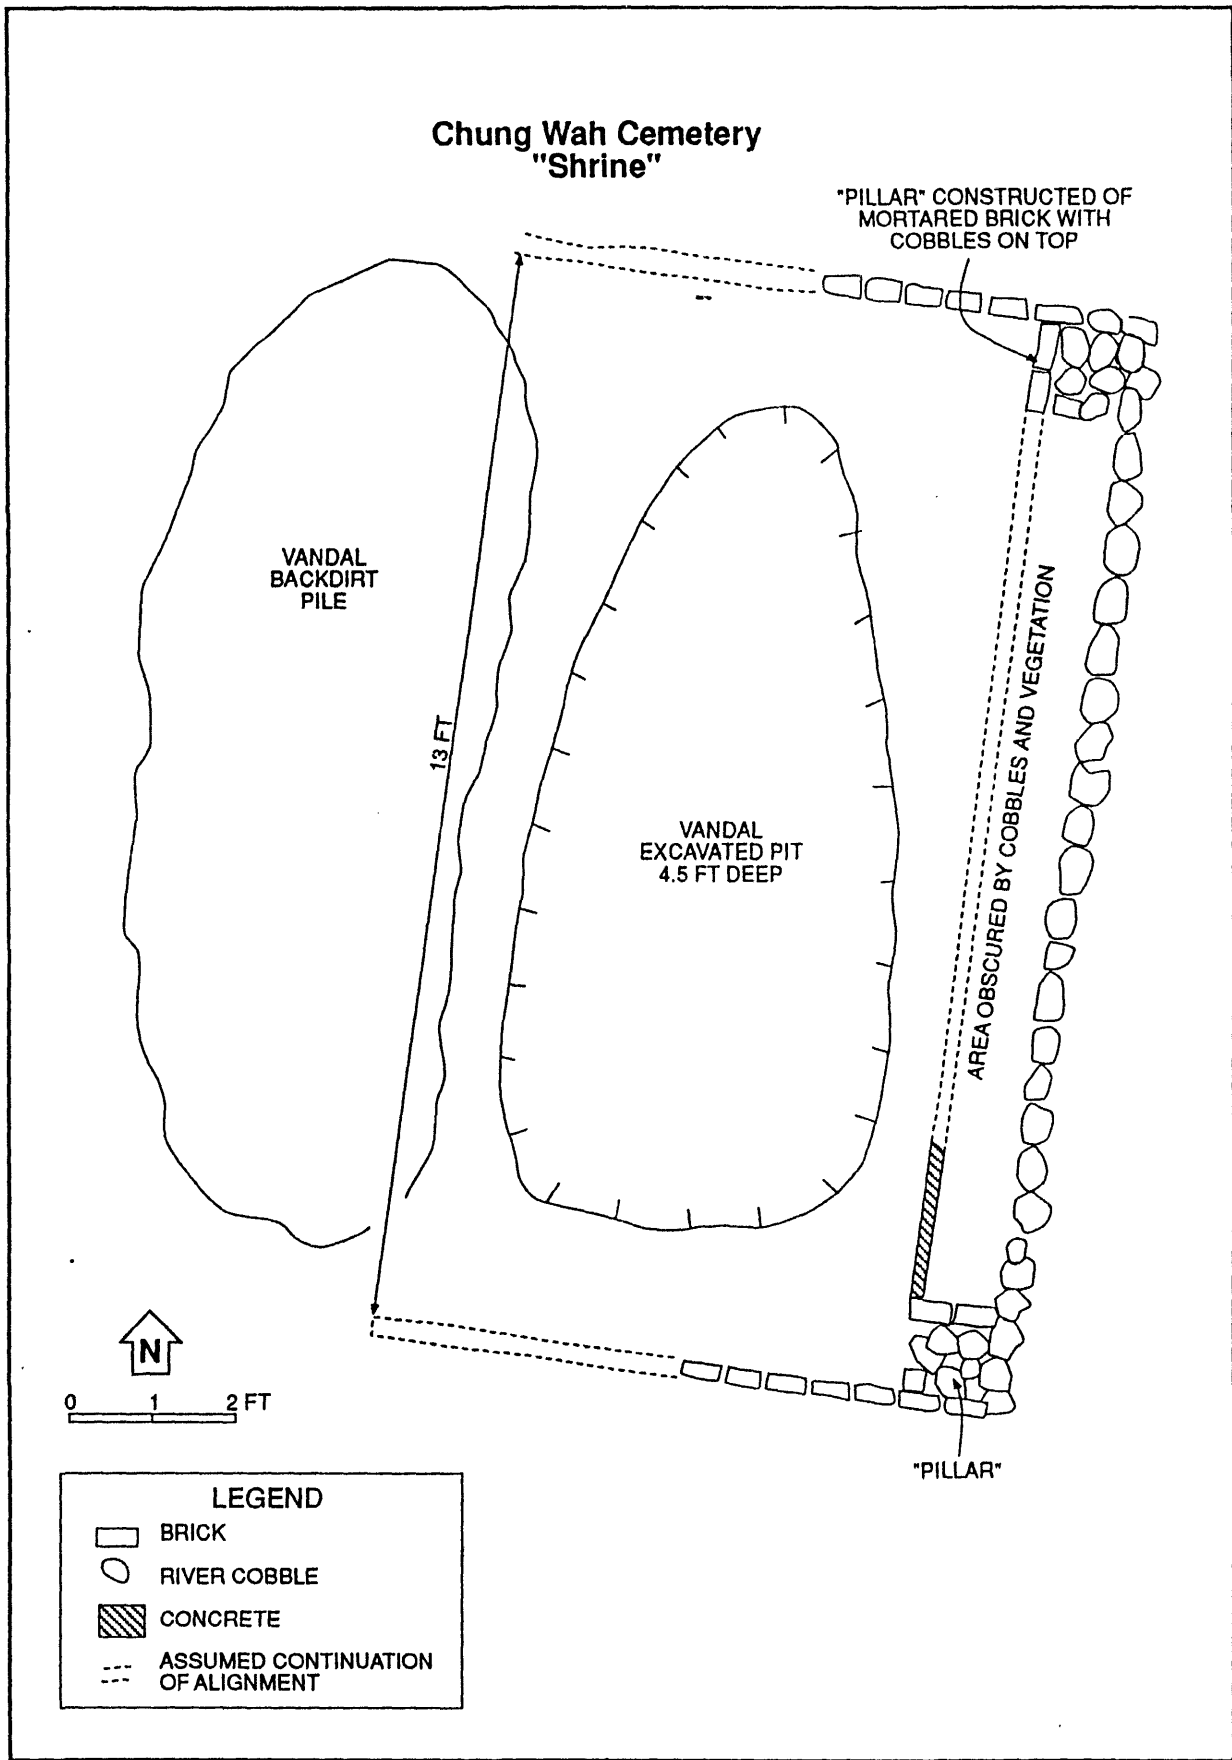 Chung Wah Cemetery
"Shrine"
"PILLAR" CONSTRUCTED OF
MORTARED BRICK WITH
COBBLES ON TOP
VANDAL
BACKDIRT
PILE
13 FT
AREA OBSCURED BY COBBLES AND VEGETATION
VANDAL
EXCAVATED PIT
4.5 FT DEEP
N
0 1 2 FT
"PILLAR"
LEGEND
BRICK
RIVER COBBLE
CONCRETE
ASSUMED CONTINUATION
OF ALIGNMENT